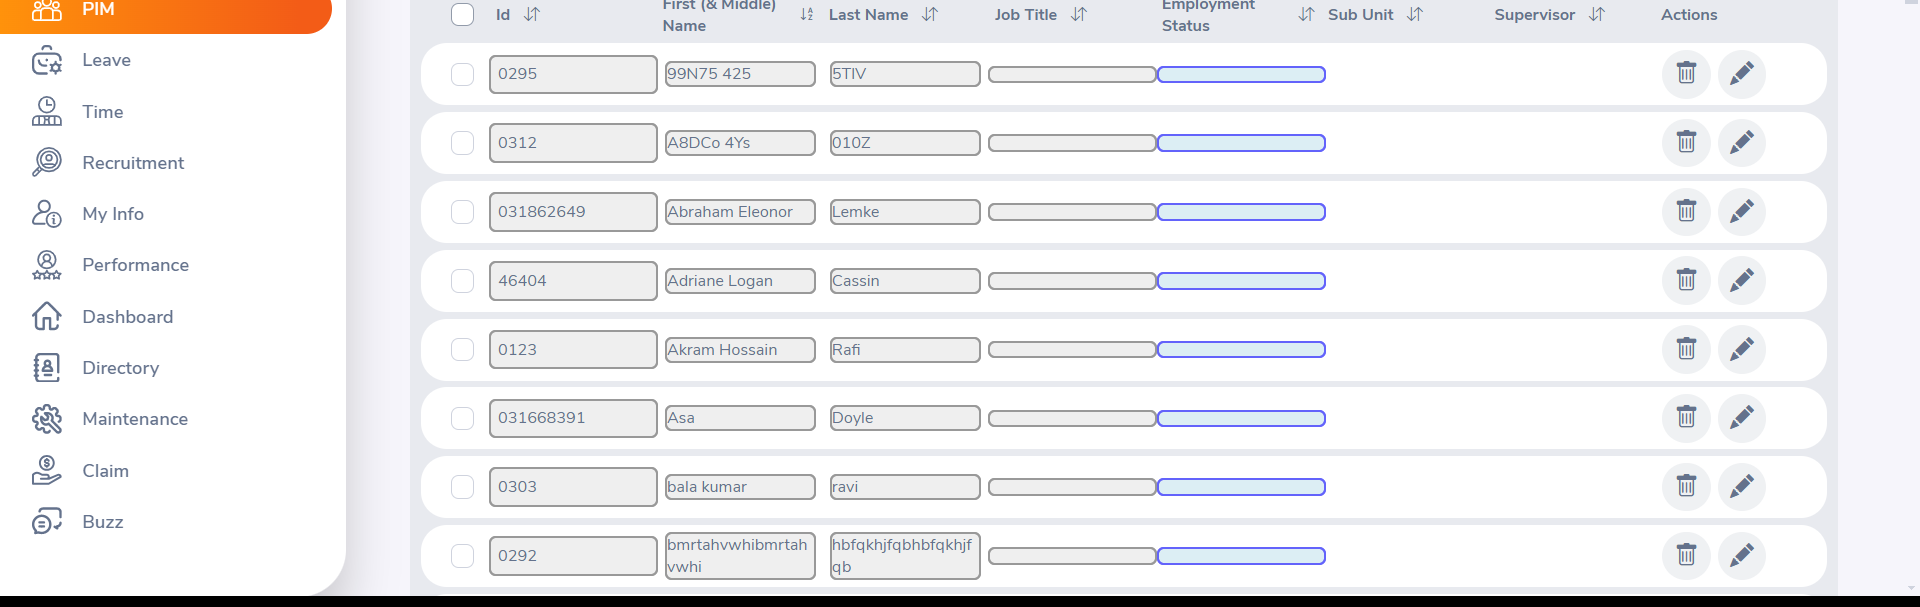 PIM
Leave
Time
Recruitment
My Info
Performance
Dashboard
Directory
Maintenance
Claim
Buzz
Id
First (& Middle)
Name
Last Name
Job Title
Employment
Status
Sub Unit
Supervisor
Actions
0295 99N75 425 5TIV
0312 A8DCo 4Ys 010Z
031862649 Abraham Eleonor Lemke
46404 Adriane Logan Cassin
0123 Akram Hossain Rafi
031668391 Asa Doyle
0303 bala kumar ravi
0292
bmrtahvwhibmrtah
vwhi
hbfqkhjfqbhbfqkhjf
qb